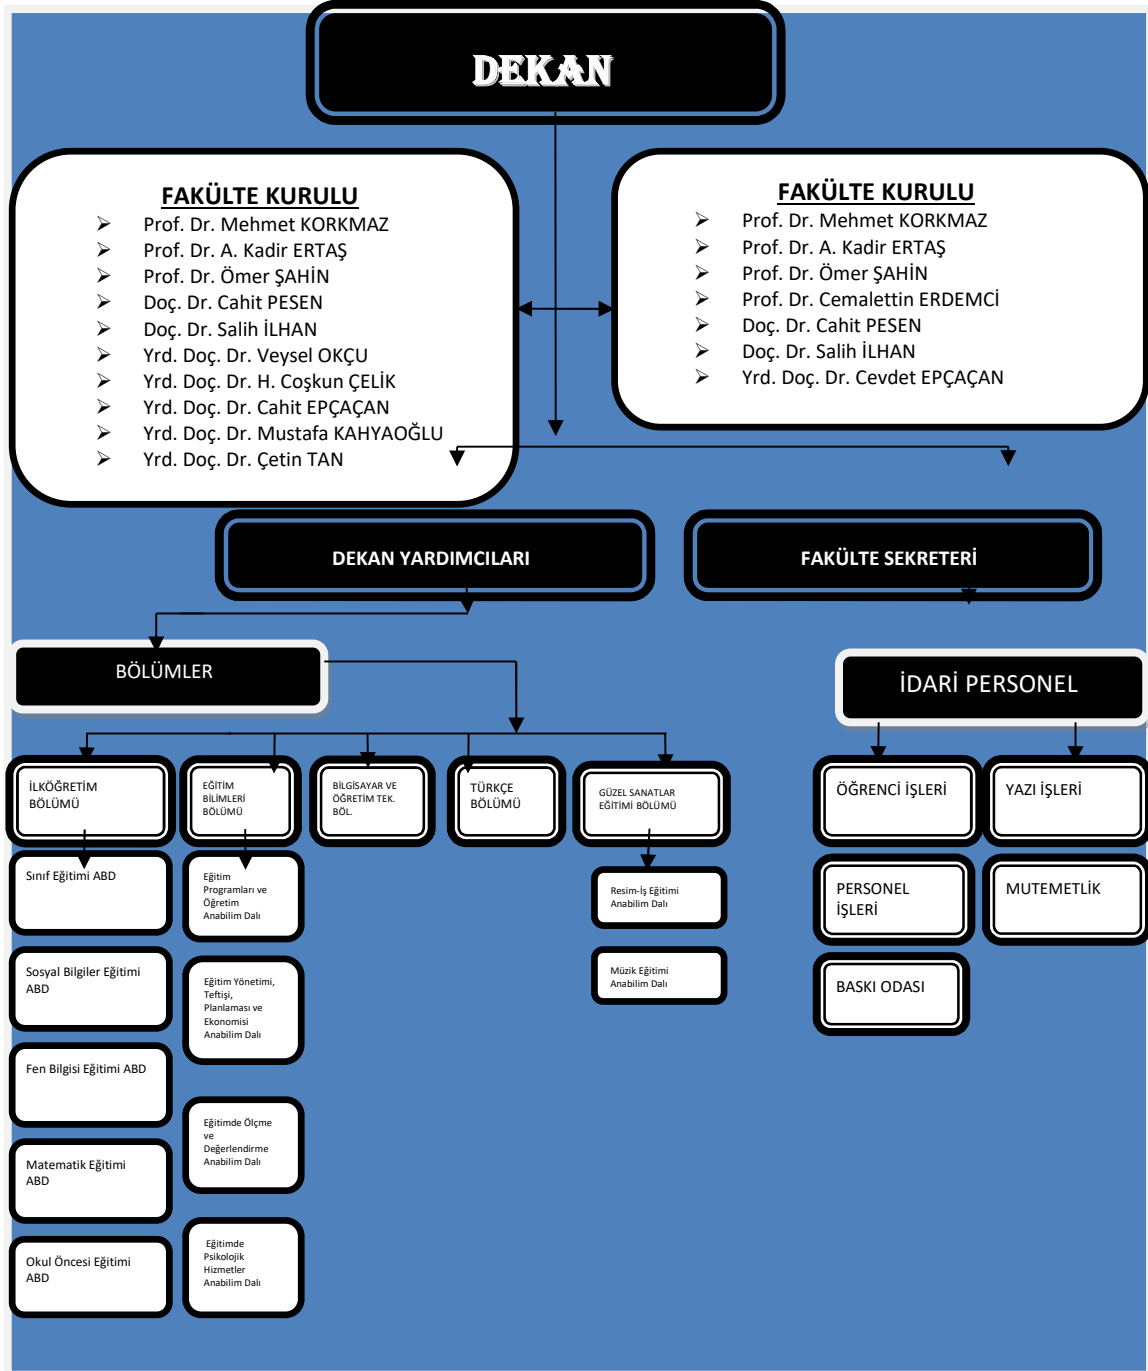 DEKAN
FAKÜLTE KURULU
Prof. Dr. Mehmet KORKMAZ
Prof. Dr. A. Kadir ERTAŞ
Prof. Dr. Ömer ŞAHİN
Doç. Dr. Cahit PESEN
Doç. Dr. Salih İLHAN
Yrd. Doç. Dr. Veysel OKÇU
Yrd. Doç. Dr. H. Coşkun ÇELİK
Yrd. Doç. Dr. Cahit EPÇAÇAN
Yrd. Doç. Dr. Mustafa KAHYAOĞLU
Yrd. Doç. Dr. Çetin TAN
FAKÜLTE KURULU
Prof. Dr. Mehmet KORKMAZ
Prof. Dr. A. Kadir ERTAŞ
Prof. Dr. Ömer ŞAHİN
Prof. Dr. Cemalettin ERDEMCİ
Doç. Dr. Cahit PESEN
Doç. Dr. Salih İLHAN
Yrd. Doç. Dr. Cevdet EPÇAÇAN
DEKAN YARDIMCILARI
FAKÜLTE SEKRETERİ
BÖLÜMLER
İDARİ PERSONEL
İLKÖĞRETİM
BÖLÜMÜ
EĞİTİM
BİLİMLERİ
BÖLÜMÜ
BİLGİSAYAR VE
ÖĞRETİM TEK.
BÖL.
TÜRKÇE
BÖLÜMÜ
GÜZEL SANATLAR
EĞİTİMİ BÖLÜMÜ
ÖĞRENCİ İŞLERİ
YAZI İŞLERİ
Sınıf Eğitimi ABD
Eğitim
Programları ve
Öğretim
Anabilim Dalı
Resim-İş Eğitimi
Anabilim Dalı
PERSONEL
İŞLERİ
MUTEMETLİK
Sosyal Bilgiler Eğitimi
ABD
Eğitim Yönetimi,
Teftişi,
Planlaması ve
Ekonomisi
Anabilim Dalı
Müzik Eğitimi
Anabilim Dalı
BASKI ODASI
Fen Bilgisi Eğitimi ABD
Eğitimde Ölçme
ve
Değerlendirme
Anabilim Dalı
Matematik Eğitimi
ABD
Eğitimde
Psikolojik
Hizmetler
Anabilim Dalı
Okul Öncesi Eğitimi
ABD